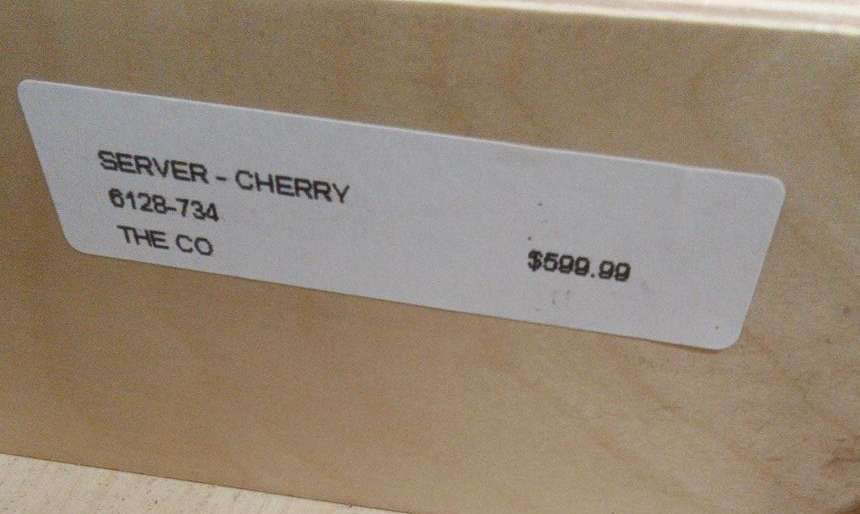 SERVER - CHERRY
6128-734
THE CO
$599.99